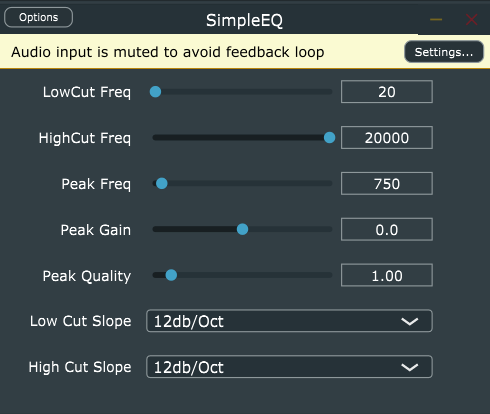 Options
SimpleEQ
Audio input is muted to avoid feedback loop
Settings...
LowCut Freq 20
HighCut Freq 20000
Peak Freq 750
Peak Gain 0.0
Peak Quality 1.00
Low Cut Slope 12db/Oct
High Cut Slope 12db/Oct